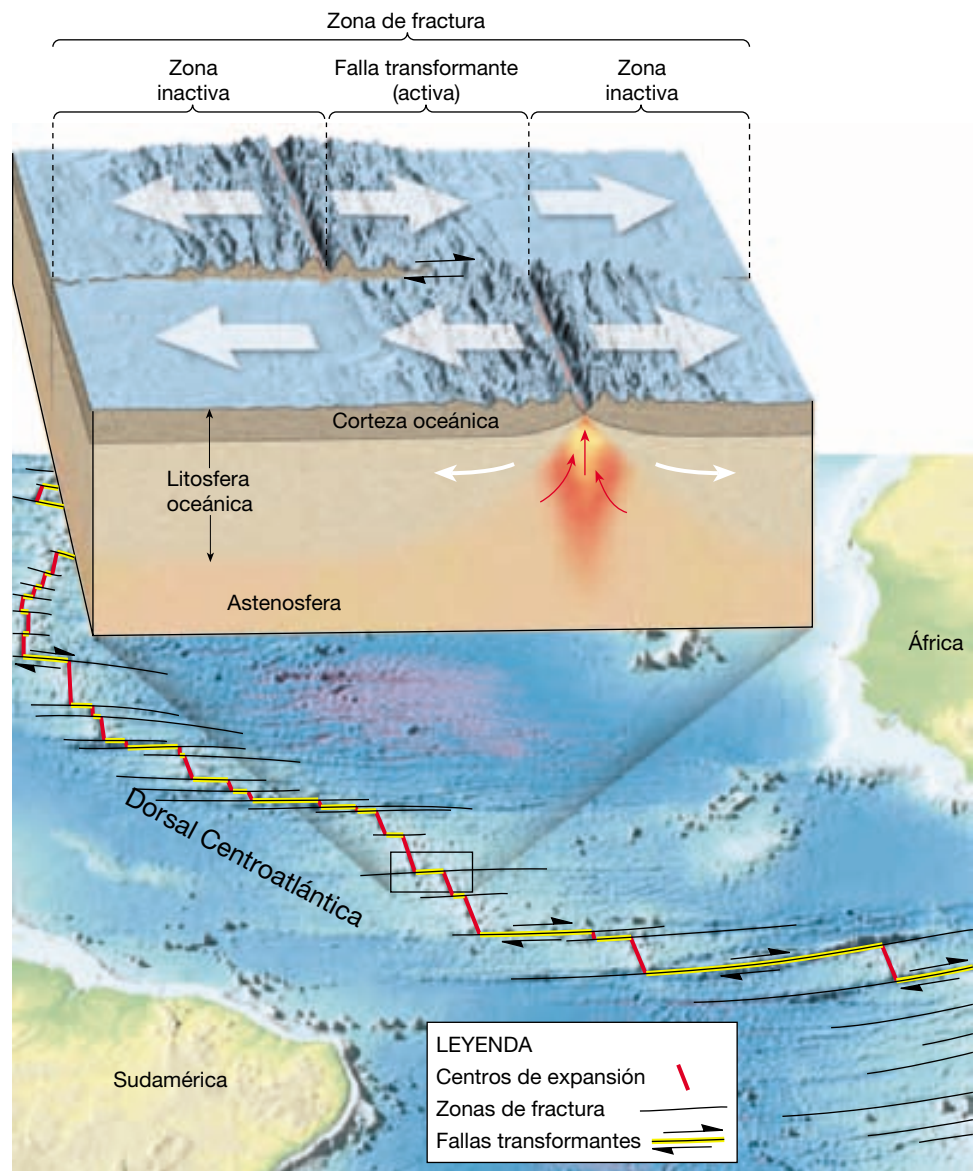 Zona de fractura
Zona
inactiva
Falla transformante
(activa)
Zona
inactiva
Corteza oceánica
Litosfera
oceánica
Astenosfera
África
Dorsal Centroatlántica
Sudamérica
LEYENDA
Centros de expansión
Zonas de fractura
Fallas transformantes